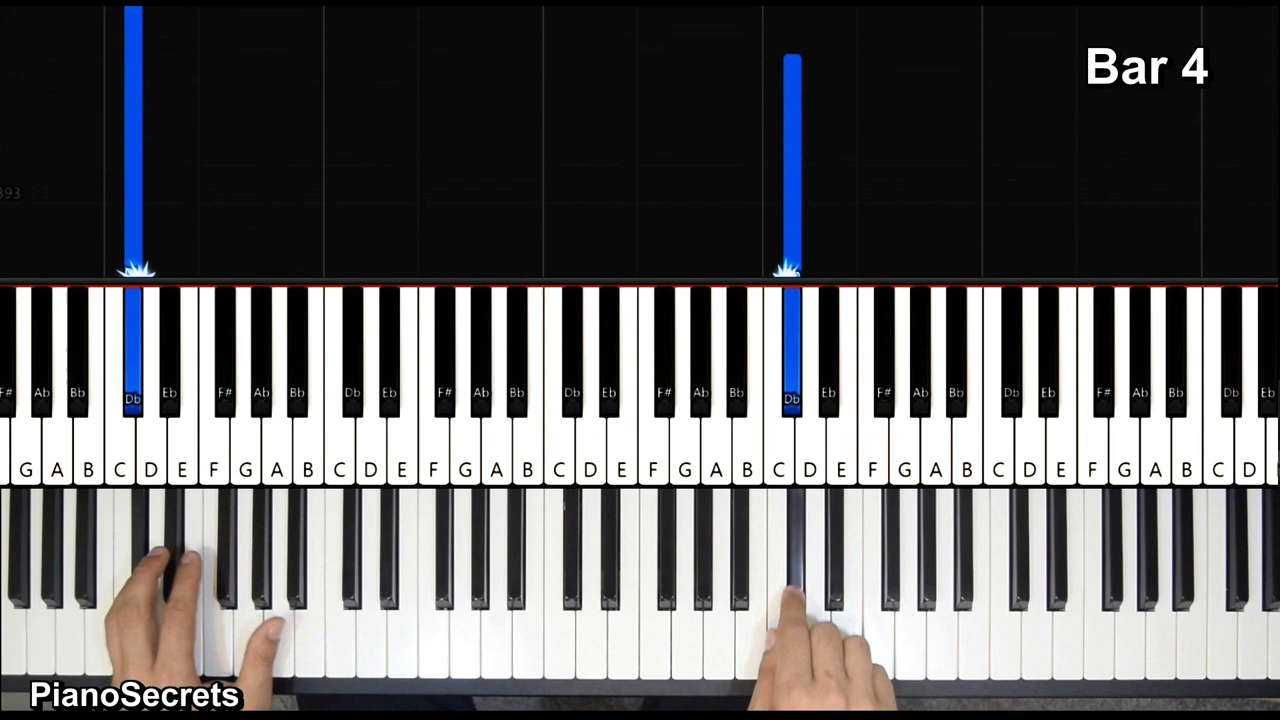 Bar 4
893
F# Ab Bb Db Eb F# Ab Bb Db Eb F# Ab Bb Db Eb F# Ab Bb Db Eb F# Ab Bb Db Eb F# Ab Bb Db Eb
G A B C D E F G A B C D E F G A B C D E F G A B C D E F G A B C D E F G A B C D
PianoSecrets